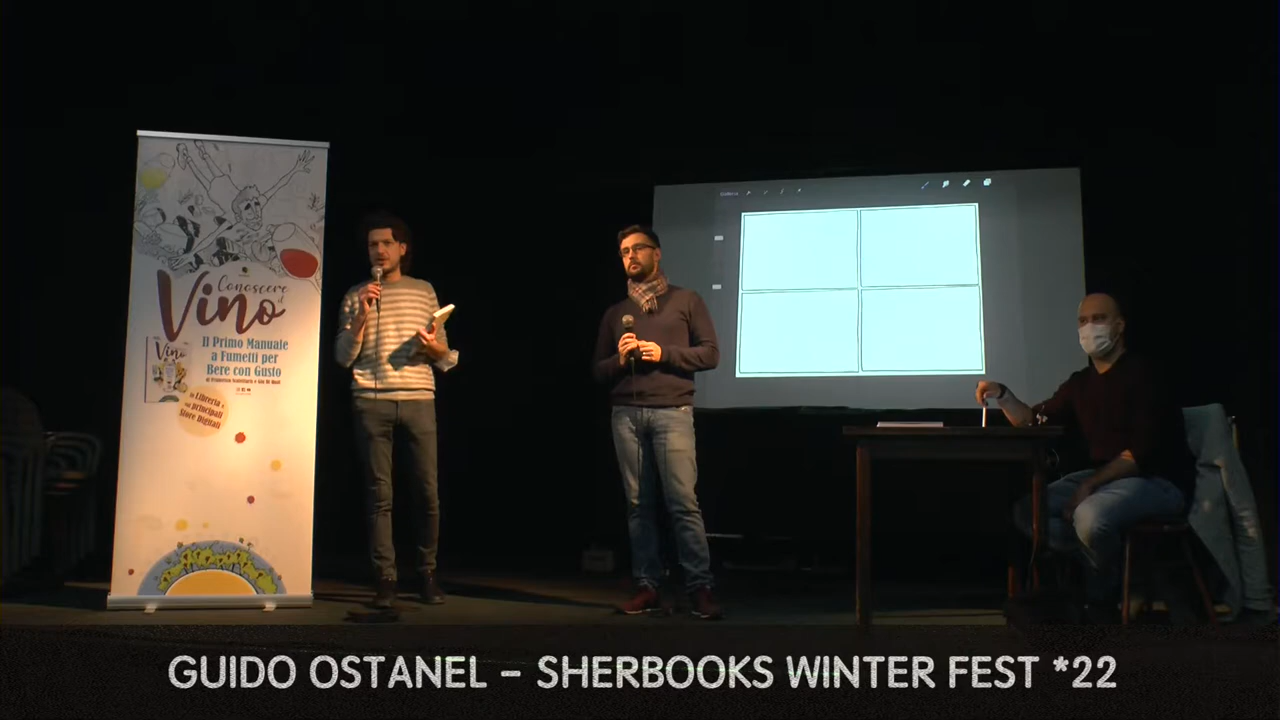 Conoscere
il
Vino
Il Primo Manuale
a Fumetti per
Bere con Gusto
Vino
in Libreria e
nei principali
Store Digitali
GUIDO OSTANEL – SHERBOOKS WINTER FEST *22